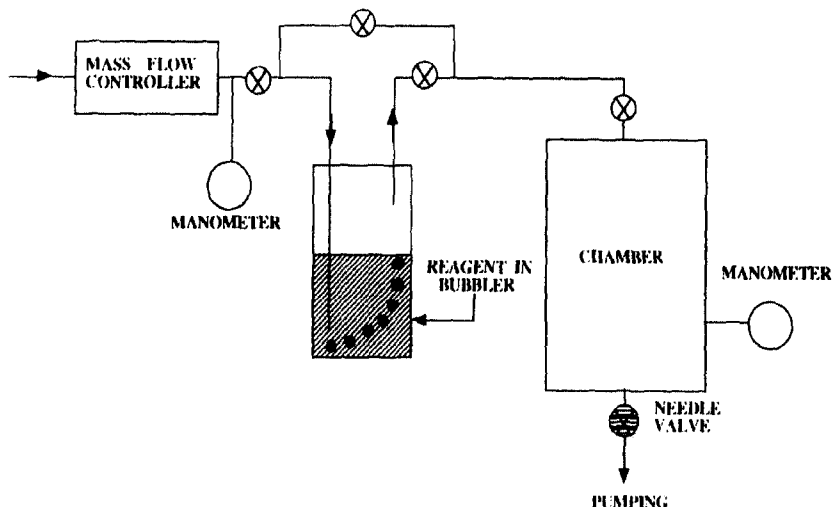 MASS FLOW
CONTROLLER
MANOMETER
REAGENT IN
BUBBLER
CHAMBER
MANOMETER
NEEDLE
VALVE
PUMPING